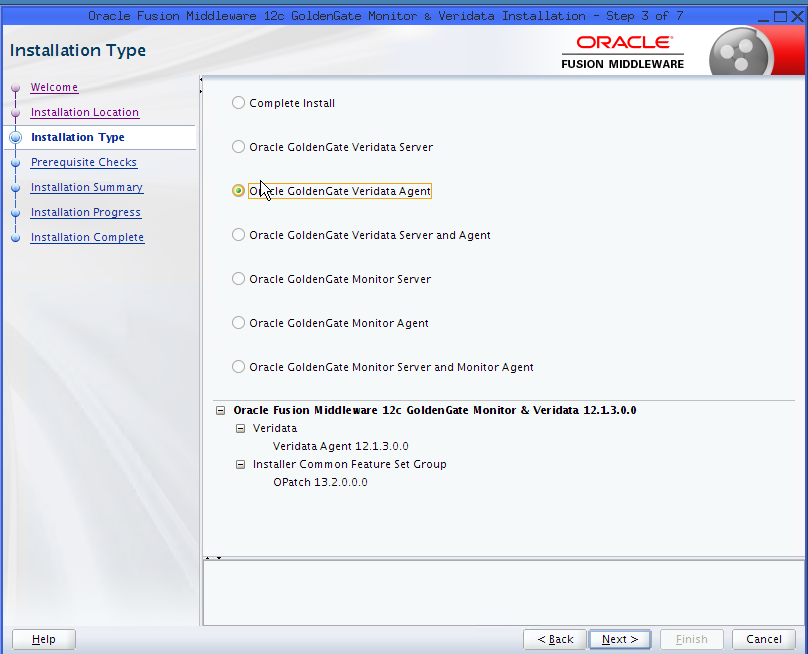 Oracle Fusion Middleware 12c GoldenGate Monitor & Veridata Installation - Step 3 of 7
Installation Type
ORACLE
FUSION MIDDLEWARE
Welcome
Installation Location
Installation Type
Prerequisite Checks
Installation Summary
Installation Progress
Installation Complete
Complete Install
Oracle GoldenGate Veridata Server
Oracle GoldenGate Veridata Agent
Oracle GoldenGate Veridata Server and Agent
Oracle GoldenGate Monitor Server
Oracle GoldenGate Monitor Agent
Oracle GoldenGate Monitor Server and Monitor Agent
Oracle Fusion Middleware 12c GoldenGate Monitor & Veridata 12.1.3.0.0
Veridata
Veridata Agent 12.1.3.0.0
Installer Common Feature Set Group
OPatch 13.2.0.0.0
Help
< Back
Next >
Finish
Cancel